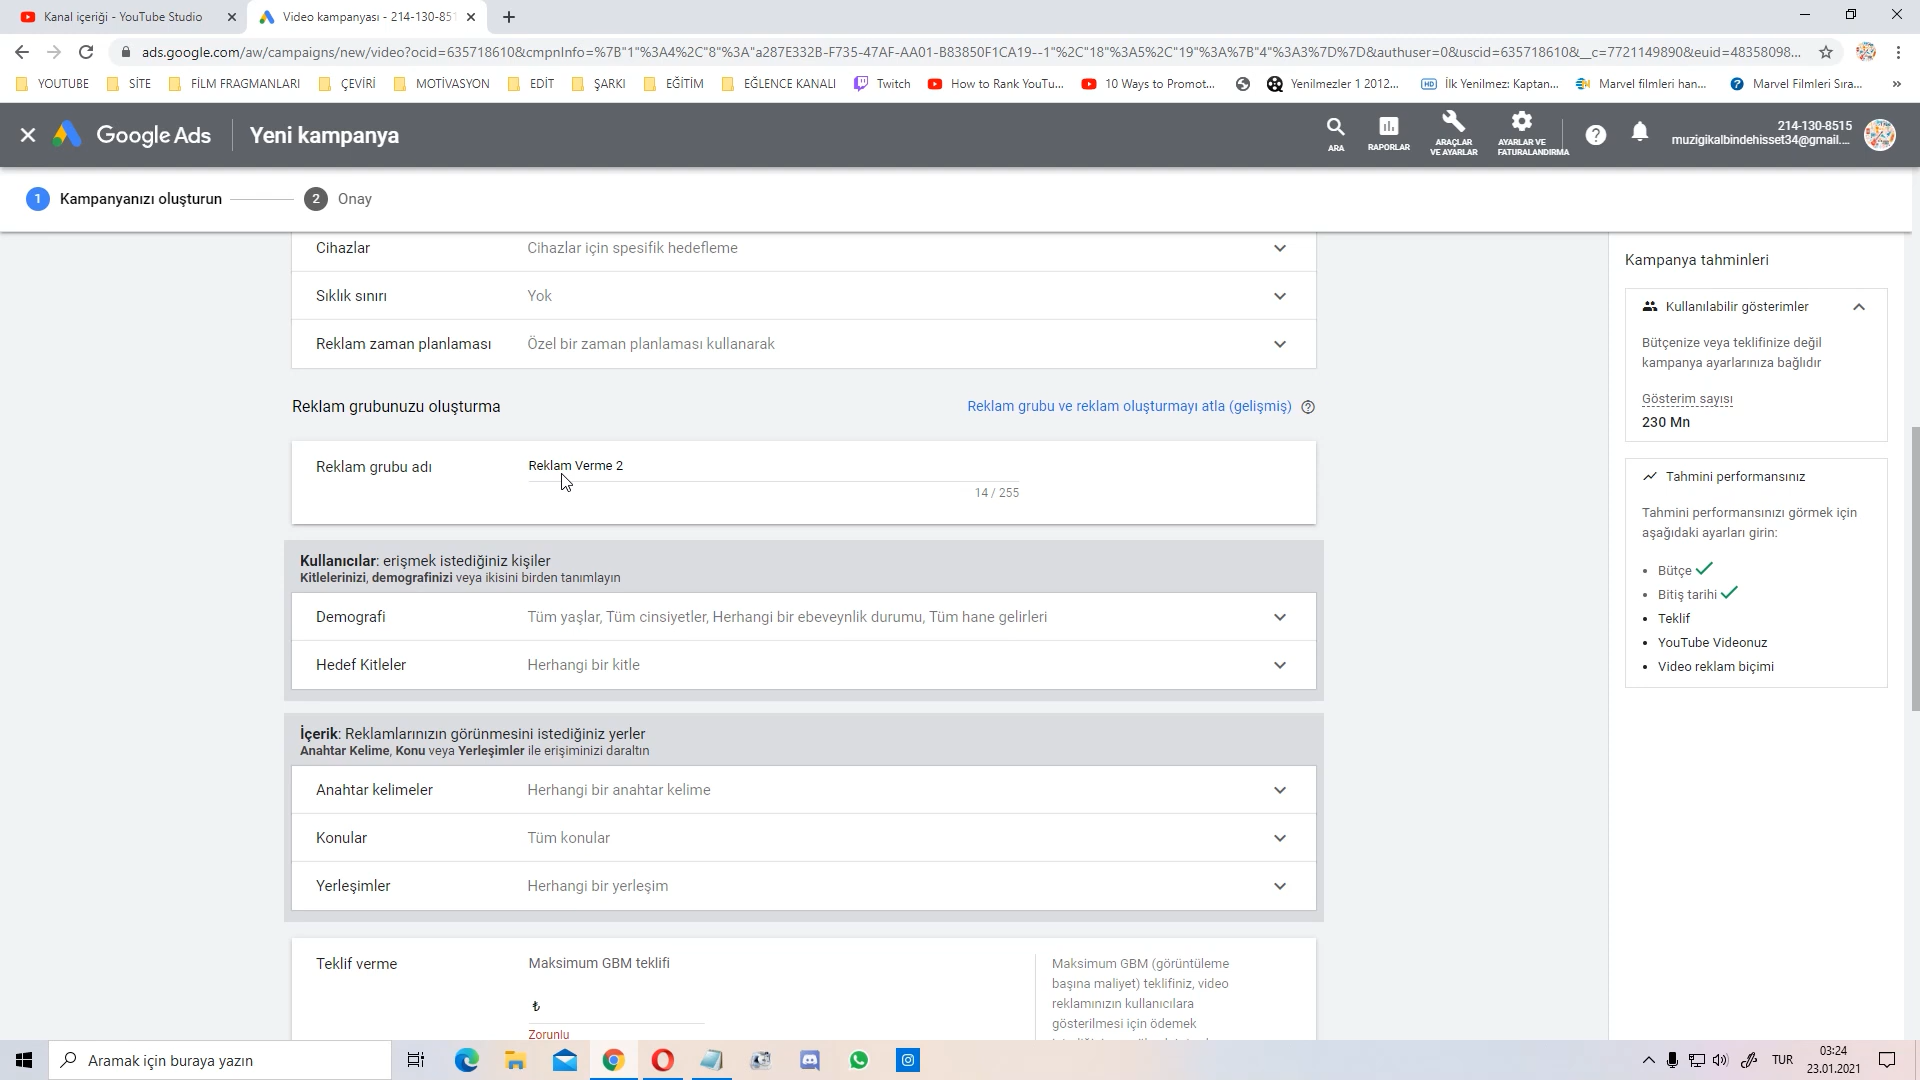 Kanal içeriği - YouTube Studio
Video kampanyası - 214-130-851
ads.google.com/aw/campaigns/new/video?ocid=635718610&cmpnInfo=%7B"1"%3A4%2C"8"%3A"a287E332B-F735-47AF-AA01-B83850F1CA19--1"%2C"18"%3A5%2C"19"%3A%7B"4"%3A3%7D%7D&authuser=0&uscid=635718610&__c=7721149890&euid=48358098...
YOUTUBE SİTE FİLM FRAGMANLARI ÇEVİRİ MOTİVASYON EDİT ŞARKI EĞİTİM EĞLENCE KANALI Twitch How to Rank YouTu... 10 Ways to Promot... Yenilmezler 1 2012... İlk Yenilmez: Kaptan... Marvel filmleri han... Marvel Filmleri Sıra... »
Google Ads Yeni kampanya
ARA
RAPORLAR
ARAÇLAR VE AYARLAR
AYARLAR VE FATURALANDIRMA
214-130-8515
muzigikalbindehisset34@gmail....
1 Kampanyanızı oluşturun 2 Onay
Cihazlar Cihazlar için spesifik hedefleme
Sıklık sınırı Yok
Reklam zaman planlaması Özel bir zaman planlaması kullanarak
Reklam grubunuzu oluşturma Reklam grubu ve reklam oluşturmayı atla (gelişmiş)
Reklam grubu adı Reklam Verme 2
14 / 255
Kullanıcılar: erişmek istediğiniz kişiler
Kitlelerinizi, demografinizi veya ikisini birden tanımlayın
Demografi Tüm yaşlar, Tüm cinsiyetler, Herhangi bir ebeveynlik durumu, Tüm hane gelirleri
Hedef Kitleler Herhangi bir kitle
İçerik: Reklamlarınızın görünmesini istediğiniz yerler
Anahtar Kelime, Konu veya Yerleşimler ile erişiminizi daraltın
Anahtar kelimeler Herhangi bir anahtar kelime
Konular Tüm konular
Yerleşimler Herhangi bir yerleşim
Teklif verme Maksimum GBM teklifi
₺
Zorunlu
Maksimum GBM (görüntüleme
başına maliyet) teklifiniz, video
reklamınızın kullanıcılara
gösterilmesi için ödemek
Kampanya tahminleri
Kullanılabilir gösterimler
Bütçenize veya teklifinize değil
kampanya ayarlarınıza bağlıdır
Gösterim sayısı
230 Mn
Tahmini performansınız
Tahmini performansınızı görmek için
aşağıdaki ayarları girin:
• Bütçe
• Bitiş tarihi
• Teklif
• YouTube Videonuz
• Video reklam biçimi
Aramak için buraya yazın
TUR
03:24
23.01.2021